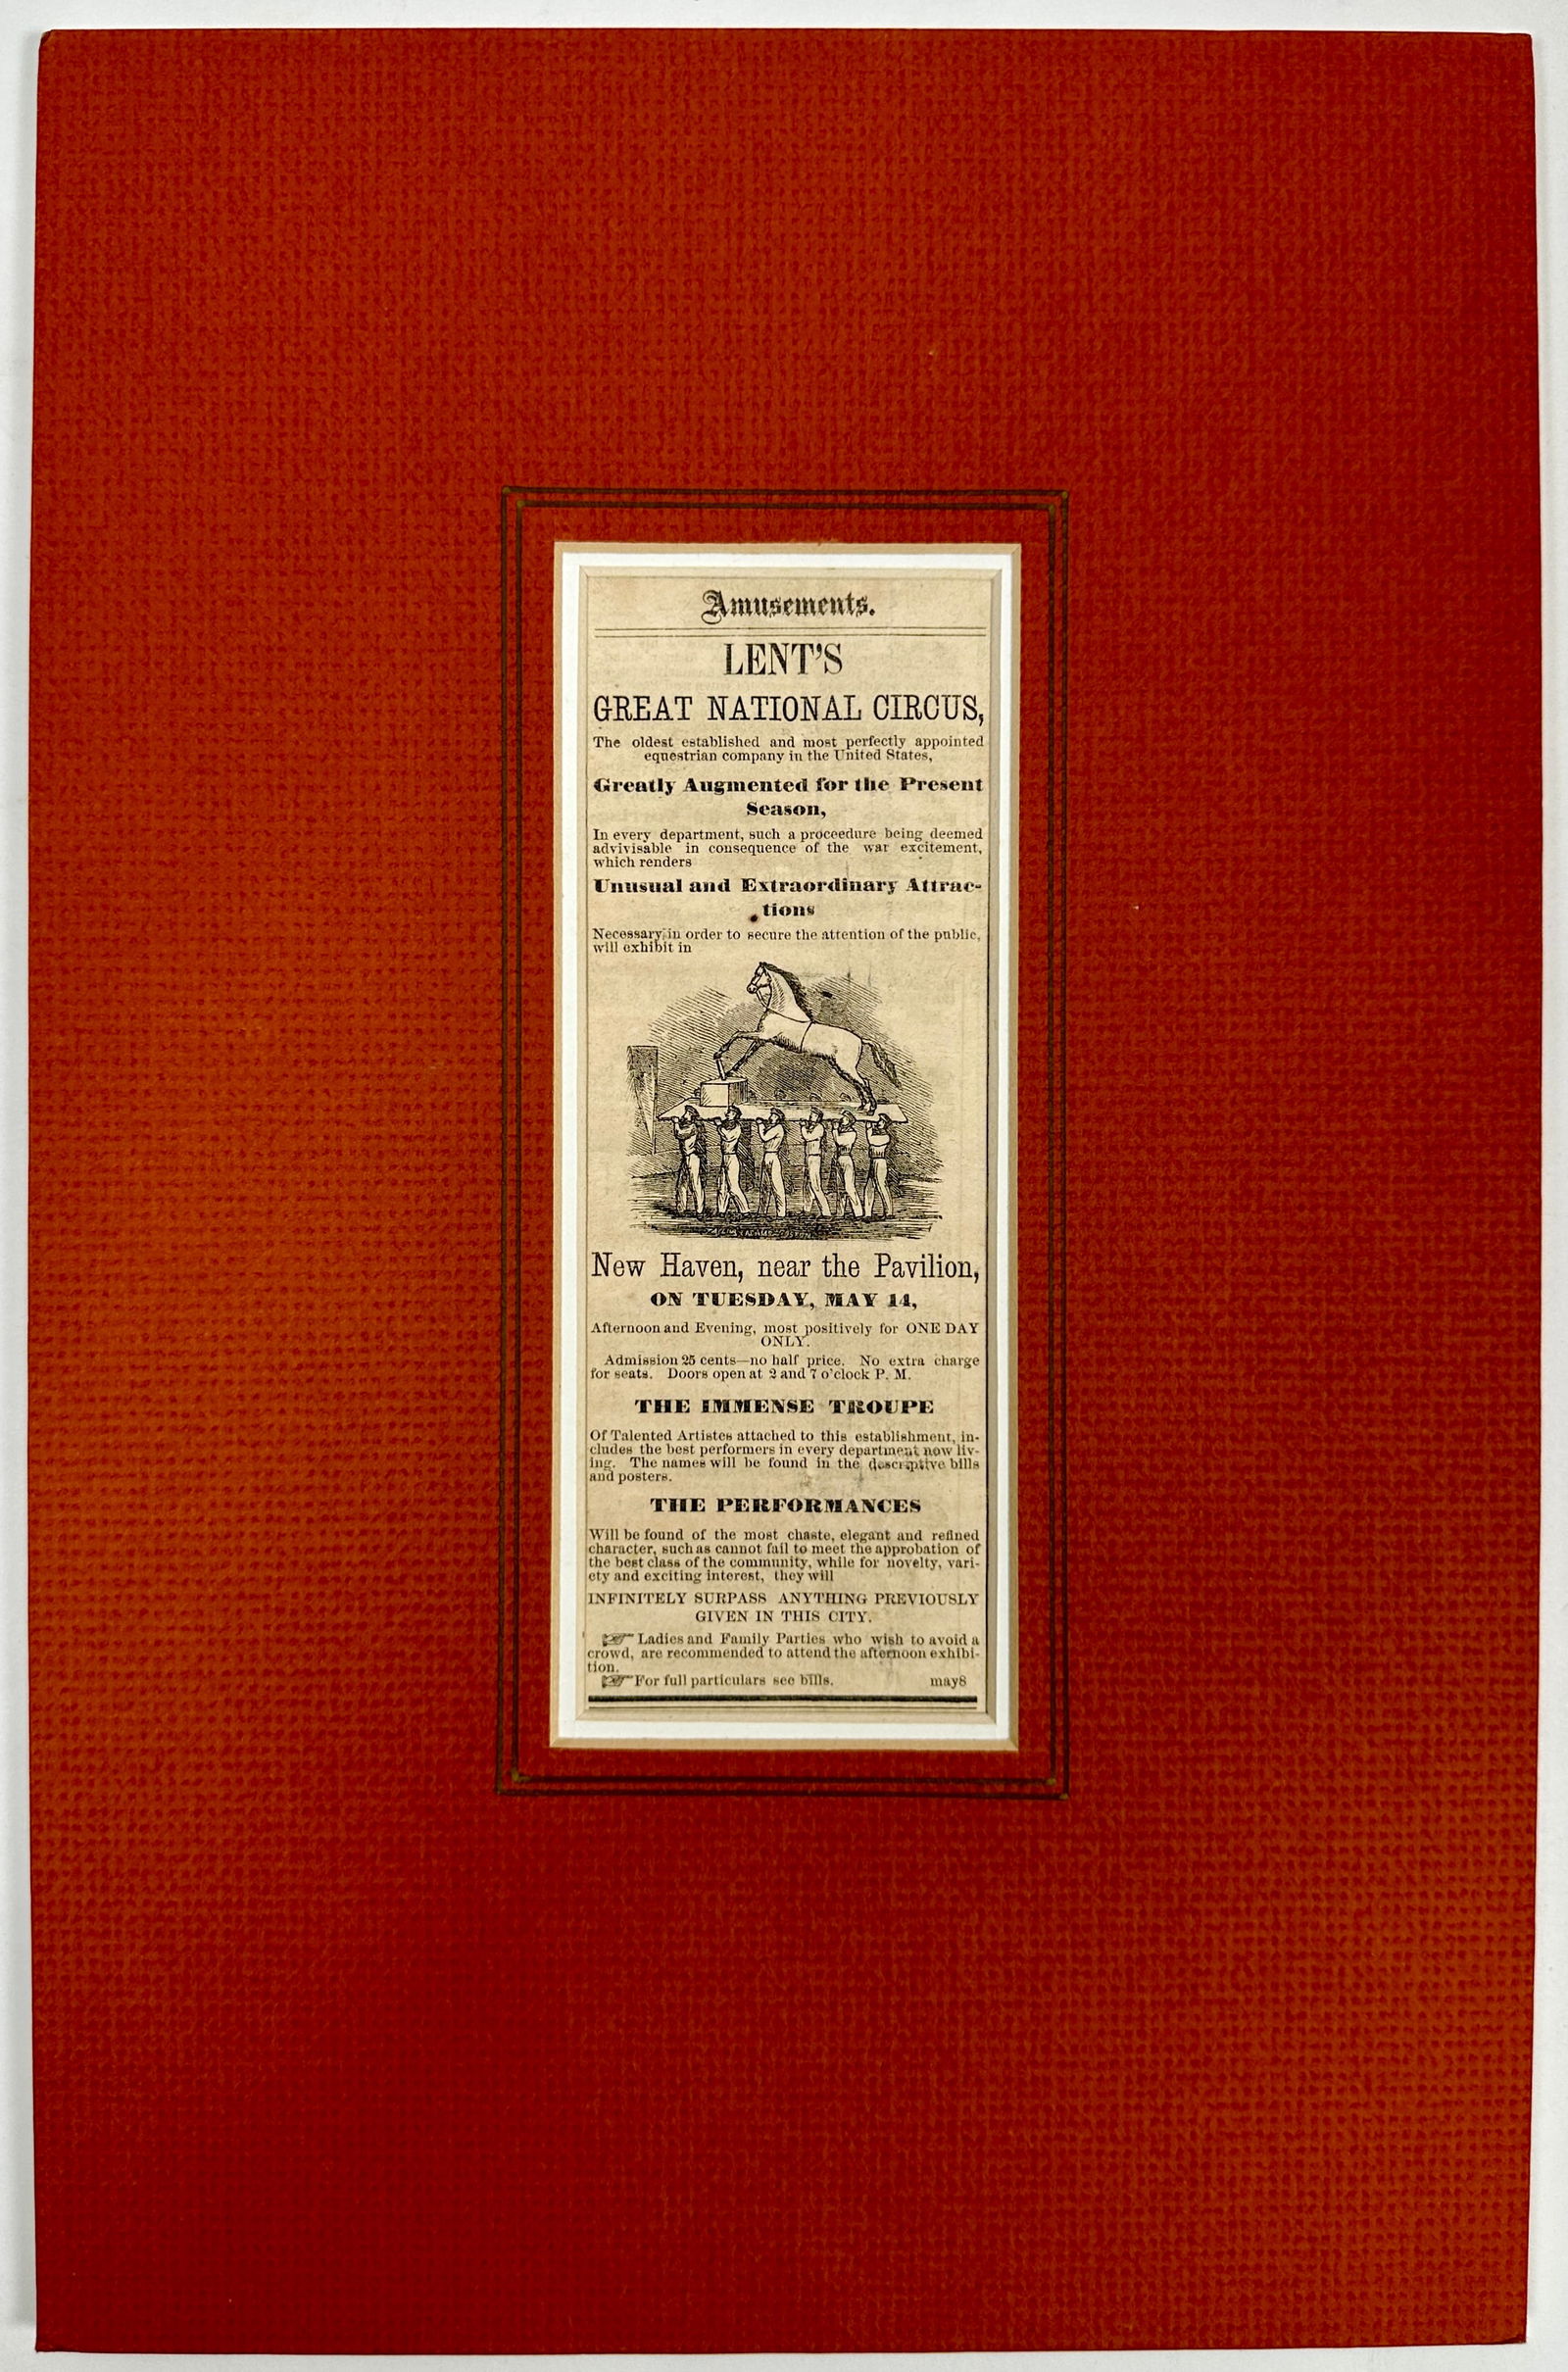 Amusements.
LENT'S
GREAT NATIONAL CIRCUS,
The oldest established and most perfectly appointed
equestrian company in the United States,
Greatly Augmented for the Present
Season,
In every department, such a proceedure being deemed
advivisable in consequence of the war excitement,
which renders
Unusual and Extraordinary Attrac-
tions
Necessary in order to secure the attention of the public,
will exhibit in
New Haven, near the Pavilion,
ON TUESDAY, MAY 14,
Afternoon and Evening, most positively for ONE DAY
ONLY.
Admission 25 cents—no half price. No extra charge
for seats. Doors open at 2 and 7 o'clock P. M.
THE IMMENSE TROUPE
Of Talented Artistes attached to this establishment, in-
cludes the best performers in every department now liv-
ing. The names will be found in the descriptive bills
and posters.
THE PERFORMANCES
Will be found of the most chaste, elegant and refined
character, such as cannot fail to meet the approbation of
the best class of the community, while for novelty, vari-
ety and exciting interest, they will
INFINITELY SURPASS ANYTHING PREVIOUSLY
GIVEN IN THIS CITY.
☞ Ladies and Family Parties who wish to avoid a
crowd, are recommended to attend the afternoon exhibi-
tion.
☞ For full particulars see bills. may8